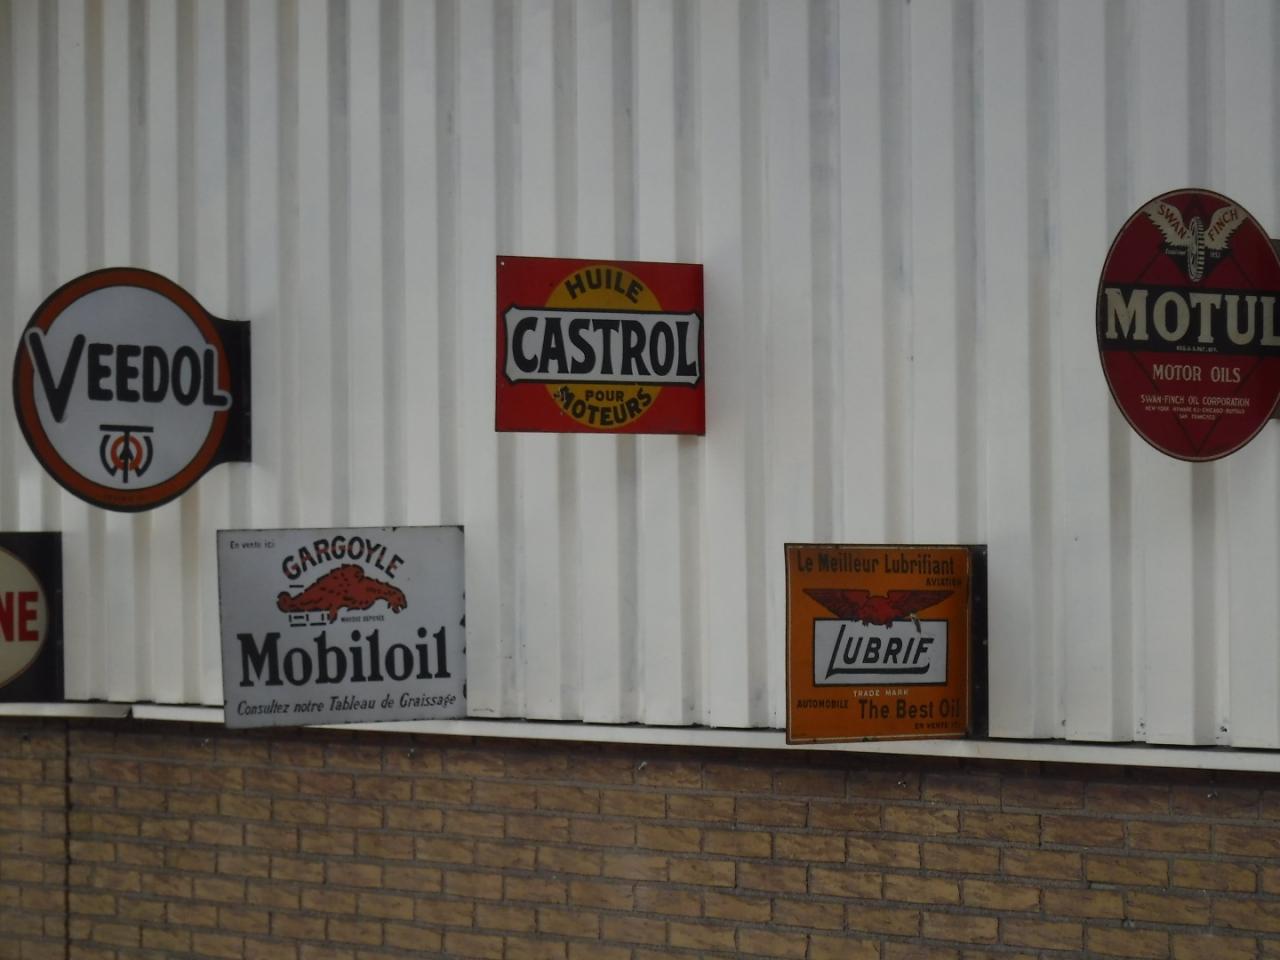 VEEDOL
NE
En vente ici
GARGOYLE
MARQUE DÉPOSÉE
Mobiloil
Consultez notre Tableau de Graissage
HUILE
CASTROL
POUR
MOTEURS
Le Meilleur Lubrifiant
AVIATION
LUBRIF
TRADE MARK
AUTOMOBILE The Best Oil
EN VENTE ICI
SWAN FINCH
MOTUL
MOTOR OILS
SWAN-FINCH OIL CORPORATION